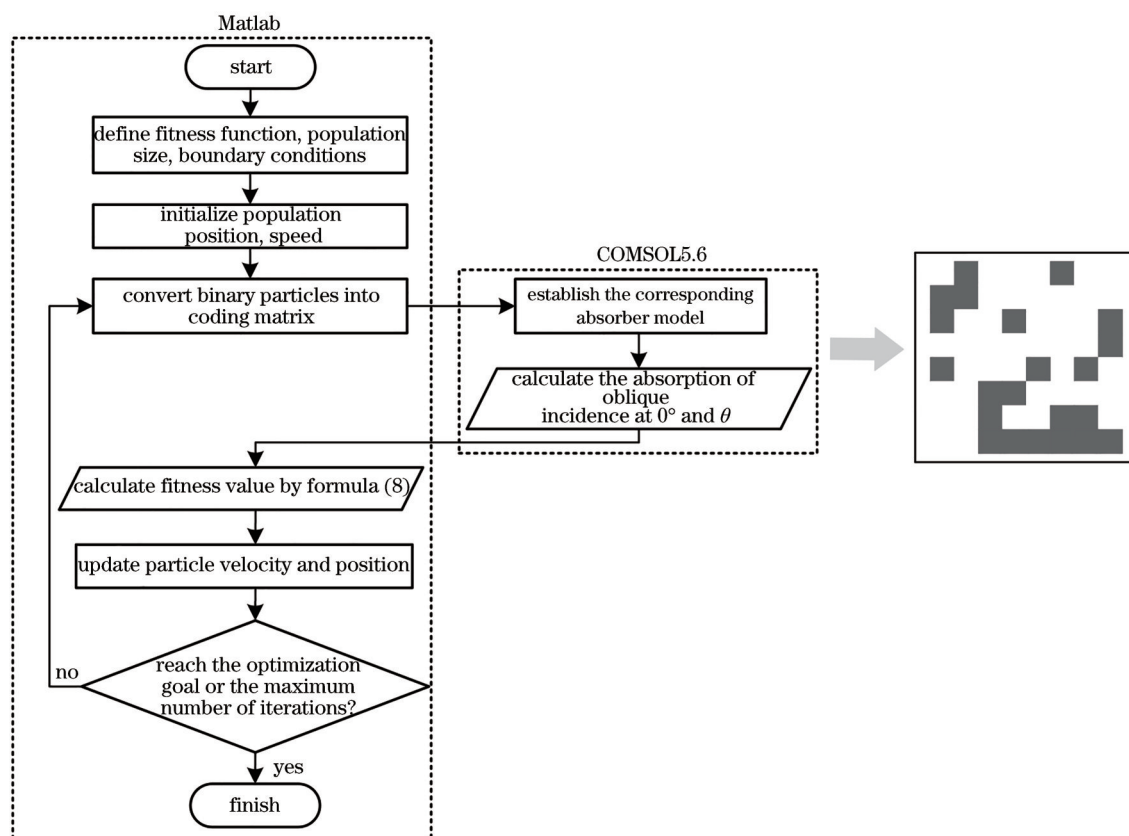 Matlab
start
define fitness function, population
size, boundary conditions
initialize population
position, speed
convert binary particles into
coding matrix
COMSOL5.6
establish the corresponding
absorber model
calculate the absorption of
oblique
incidence at 0° and θ
calculate fitness value by formula (8)
update particle velocity and position
reach the optimization
goal or the maximum
number of iterations?
no
yes
finish